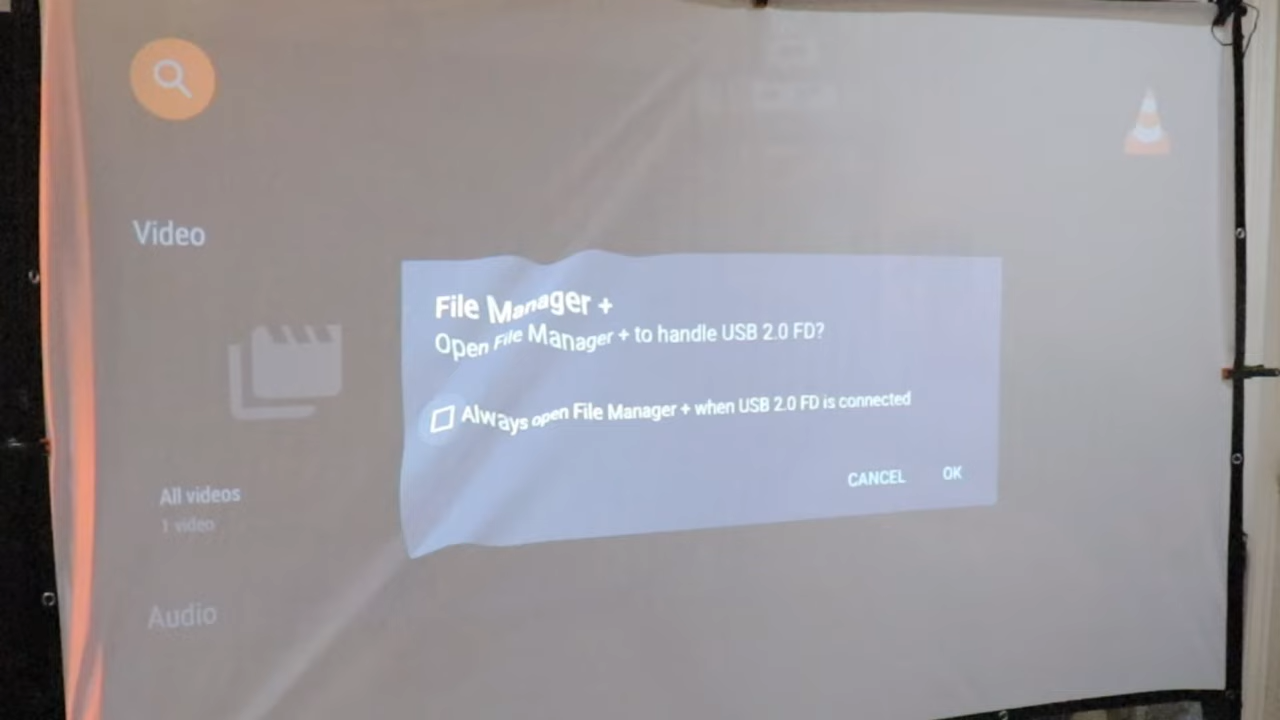 Video
File Manager +
Open File Manager + to handle USB 2.0 FD?
Always open File Manager + when USB 2.0 FD is connected
CANCEL
OK
All videos
1 video
Audio